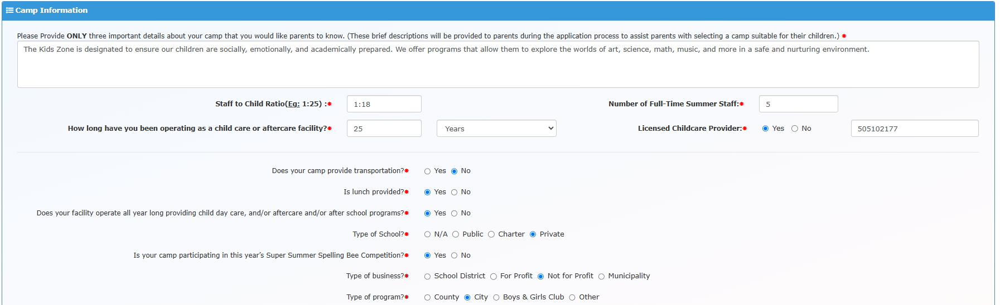 Camp Information
Please Provide ONLY three important details about your camp that you would like parents to know. (These brief descriptions will be provided to parents during the application process to assist parents with selecting a camp suitable for their children.) *
The Kids Zone is designated to ensure our children are socially, emotionally, and academically prepared. We offer programs that allow them to explore the worlds of art, science, math, music, and more in a safe and nurturing environment.
Staff to Child Ratio(Eg: 1:25) :* 1:18 Number of Full-Time Summer Staff:* 5
How long have you been operating as a child care or aftercare facility?* 25 Years Licensed Childcare Provider:* Yes No 505102177
Does your camp provide transportation?* Yes No
Is lunch provided?* Yes No
Does your facility operate all year long providing child day care, and/or aftercare and/or after school programs?* Yes No
Type of School?* N/A Public Charter Private
Is your camp participating in this year’s Super Summer Spelling Bee Competition?* Yes No
Type of business?* School District For Profit Not for Profit Municipality
Type of program?* County City Boys & Girls Club Other